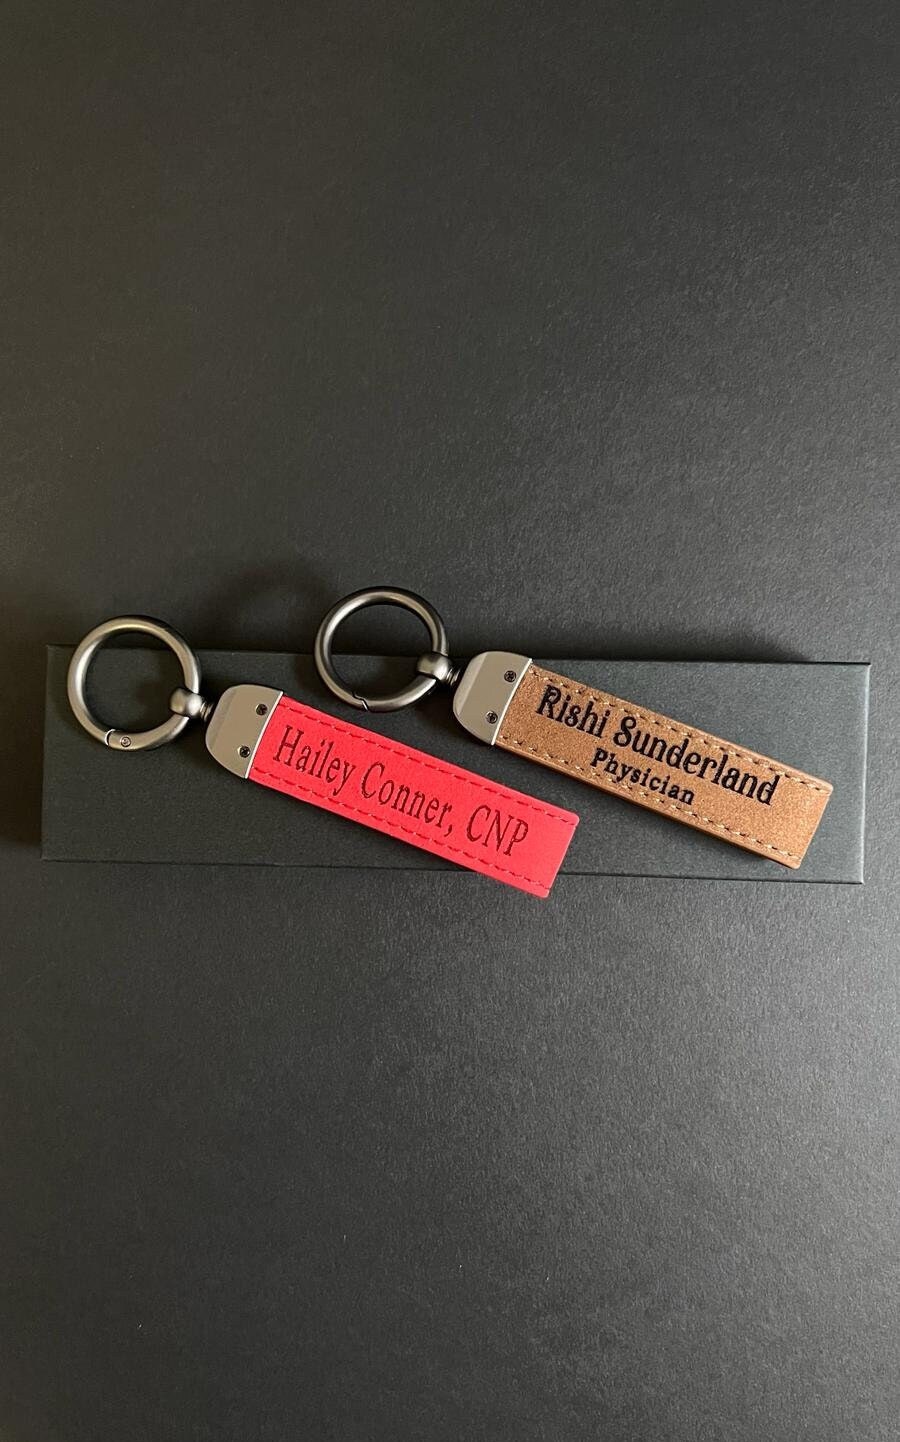 Hailey Conner, CNP
Rishi Sunderland
Physician